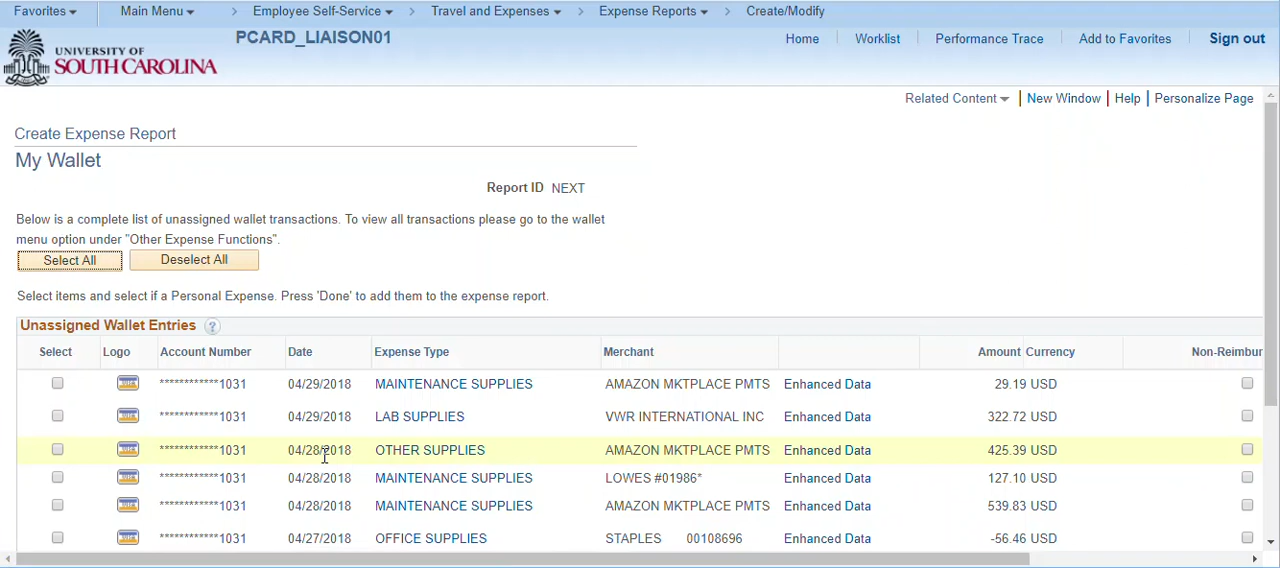 Favorites Main Menu Employee Self-Service Travel and Expenses Expense Reports Create/Modify
UNIVERSITY OF
SOUTH CAROLINA
PCARD_LIAISON01
Home Worklist Performance Trace Add to Favorites Sign out
Related Content New Window Help Personalize Page
Create Expense Report
My Wallet
Report ID NEXT
Below is a complete list of unassigned wallet transactions. To view all transactions please go to the wallet
menu option under "Other Expense Functions".
Select All Deselect All
Select items and select if a Personal Expense. Press 'Done' to add them to the expense report.
Unassigned Wallet Entries ?
Select Logo Account Number Date Expense Type Merchant Amount Currency Non-Reimbur
************1031 04/29/2018 MAINTENANCE SUPPLIES AMAZON MKTPLACE PMTS Enhanced Data 29.19 USD
************1031 04/29/2018 LAB SUPPLIES VWR INTERNATIONAL INC Enhanced Data 322.72 USD
************1031 04/28/2018 OTHER SUPPLIES AMAZON MKTPLACE PMTS Enhanced Data 425.39 USD
************1031 04/28/2018 MAINTENANCE SUPPLIES LOWES #01986* Enhanced Data 127.10 USD
************1031 04/28/2018 MAINTENANCE SUPPLIES AMAZON MKTPLACE PMTS Enhanced Data 539.83 USD
************1031 04/27/2018 OFFICE SUPPLIES STAPLES 00108696 Enhanced Data -56.46 USD